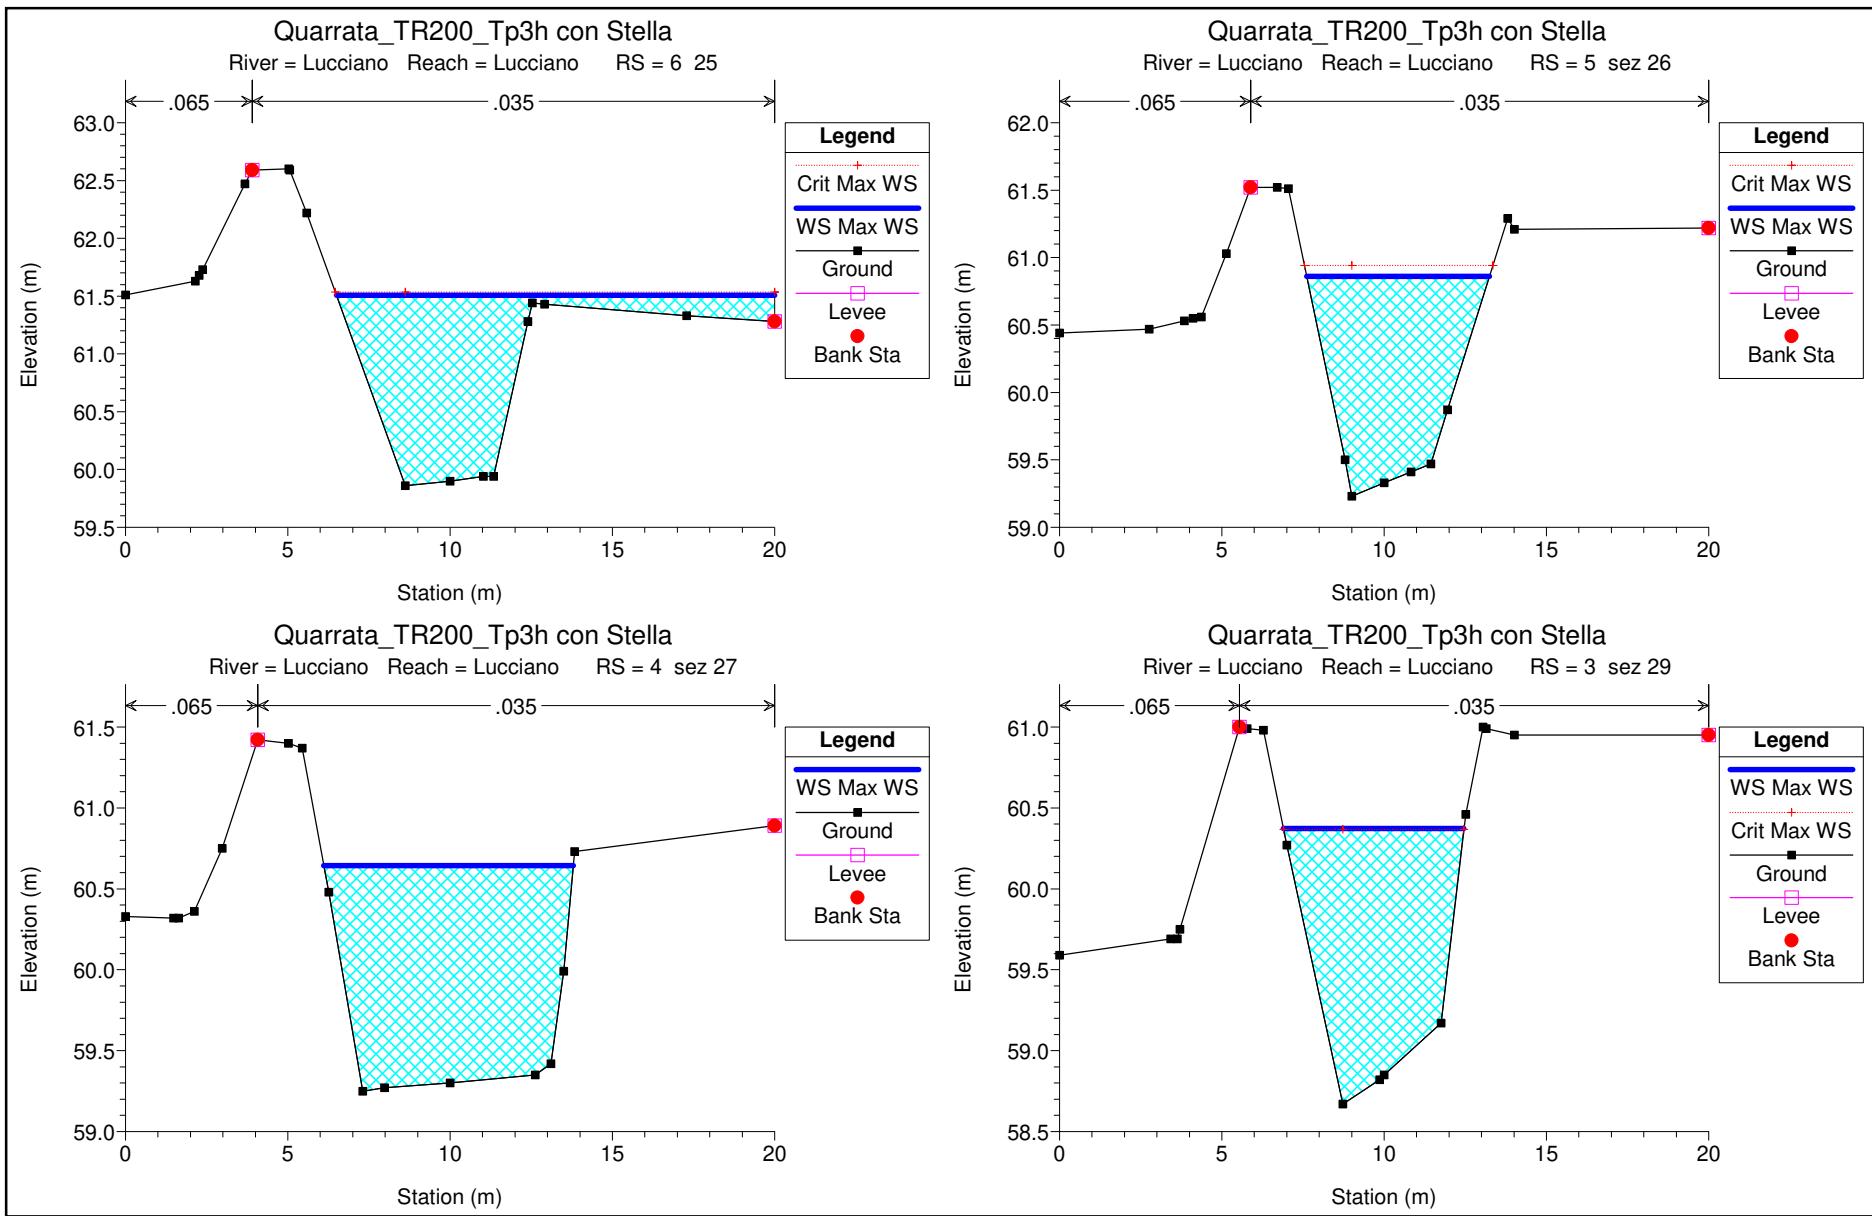 Quarrata_TR200_Tp3h con Stella
River = Lucciano   Reach = Lucciano      RS = 6  25
.065
.035
63.0
62.5
62.0
61.5
61.0
60.5
60.0
59.5
0
5
10
15
20
Elevation (m)
Station (m)
Legend
Crit Max WS
WS Max WS
Ground
Levee
Bank Sta
Quarrata_TR200_Tp3h con Stella
River = Lucciano   Reach = Lucciano      RS = 5  sez 26
.065
.035
62.0
61.5
61.0
60.5
60.0
59.5
59.0
0
5
10
15
20
Elevation (m)
Station (m)
Legend
Crit Max WS
WS Max WS
Ground
Levee
Bank Sta
Quarrata_TR200_Tp3h con Stella
River = Lucciano   Reach = Lucciano      RS = 4  sez 27
.065
.035
61.5
61.0
60.5
60.0
59.5
59.0
0
5
10
15
20
Elevation (m)
Station (m)
Legend
WS Max WS
Ground
Levee
Bank Sta
Quarrata_TR200_Tp3h con Stella
River = Lucciano   Reach = Lucciano      RS = 3  sez 29
.065
.035
61.0
60.5
60.0
59.5
59.0
58.5
0
5
10
15
20
Elevation (m)
Station (m)
Legend
WS Max WS
Crit Max WS
Ground
Levee
Bank Sta